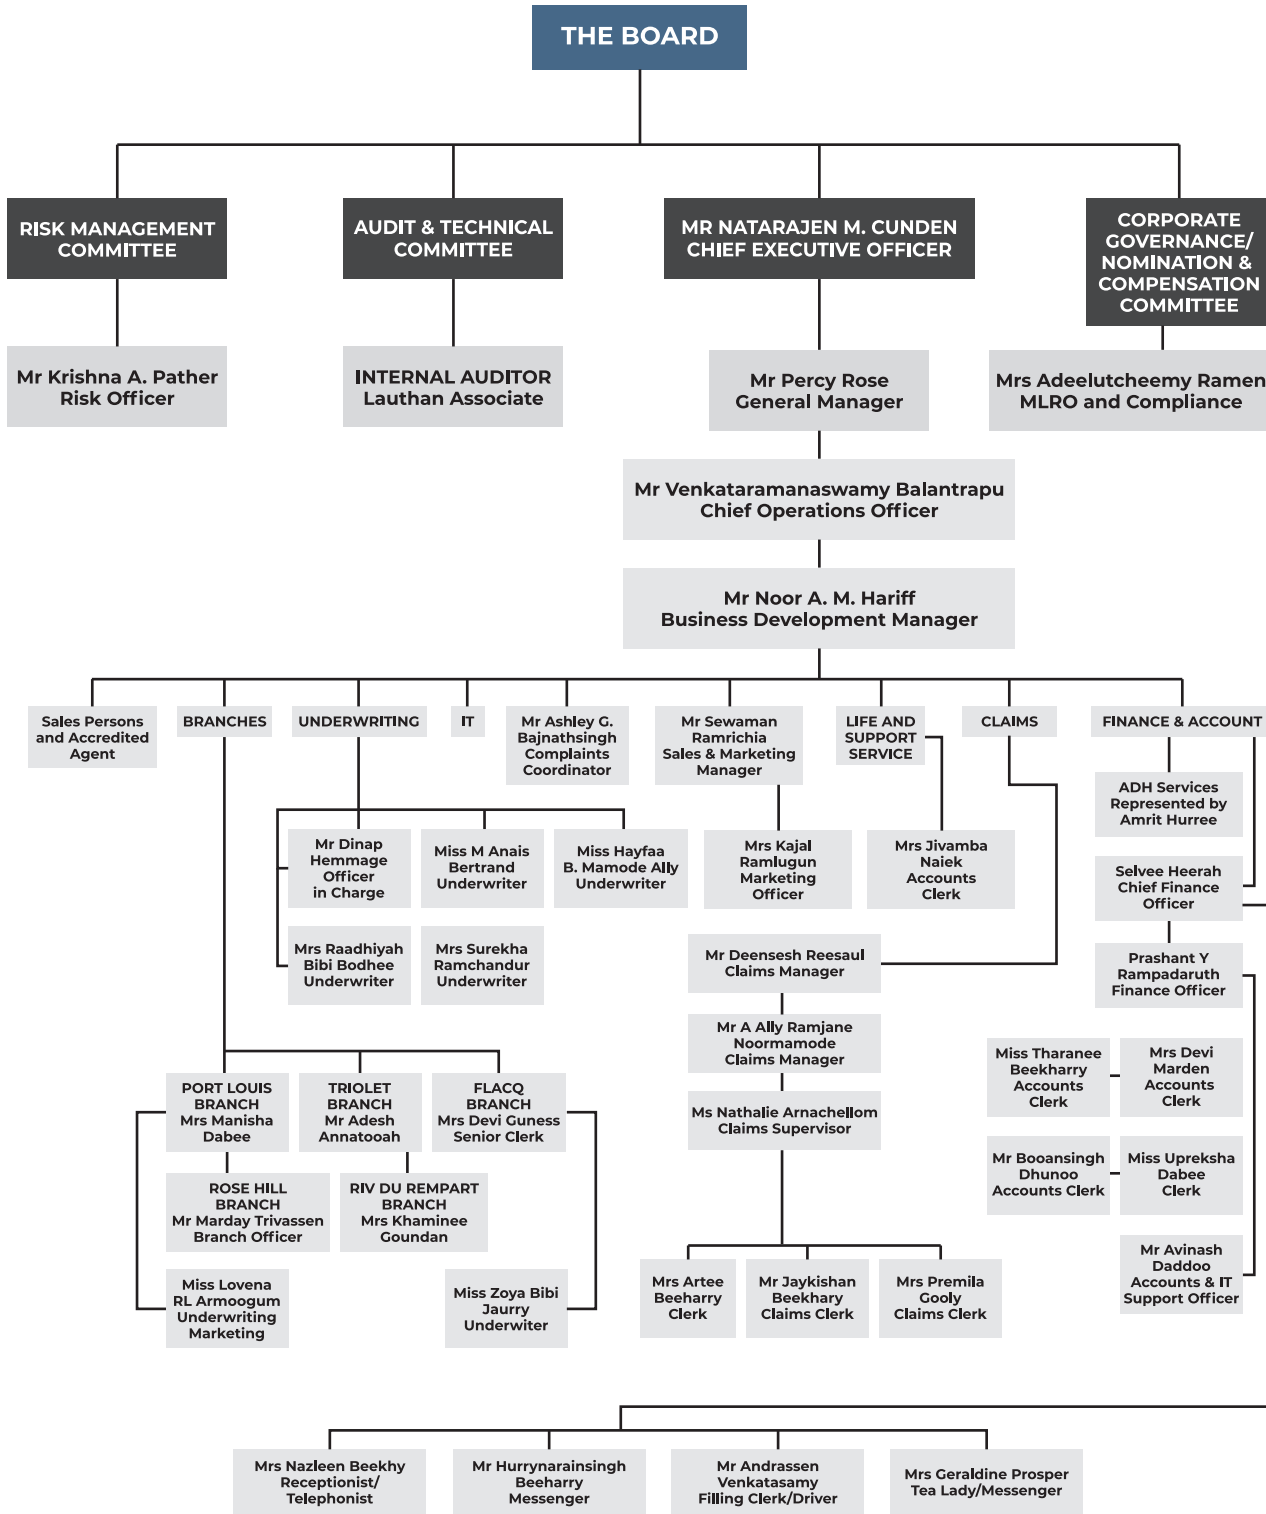 THE BOARD
RISK MANAGEMENT
COMMITTEE
AUDIT & TECHNICAL
COMMITTEE
MR NATARAJEN M. CUNDEN
CHIEF EXECUTIVE OFFICER
CORPORATE
GOVERNANCE/
NOMINATION &
COMPENSATION
COMMITTEE
Mr Krishna A. Pather
Risk Officer
INTERNAL AUDITOR
Lauthan Associate
Mr Percy Rose
General Manager
Mrs Adeelutcheemy Ramen
MLRO and Compliance
Mr Venkataramanaswamy Balantrapu
Chief Operations Officer
Mr Noor A. M. Hariff
Business Development Manager
Sales Persons
and Accredited
Agent
BRANCHES
UNDERWRITING
IT
Mr Ashley G.
Bajnathsingh
Complaints
Coordinator
Mr Sewaman
Ramrichia
Sales & Marketing
Manager
LIFE AND
SUPPORT
SERVICE
CLAIMS
FINANCE & ACCOUNT
ADH Services
Represented by
Amrit Hurree
Mr Dinap
Hemmage
Officer
in Charge
Miss M Anais
Bertrand
Underwriter
Miss Hayfaa
B. Mamode Ally
Underwriter
Mrs Kajal
Ramlugun
Marketing
Officer
Mrs Jivamba
Naiek
Accounts
Clerk
Selvee Heerah
Chief Finance
Officer
Mrs Raadhiyah
Bibi Bodhee
Underwriter
Mrs Surekha
Ramchandur
Underwriter
Mr Deensesh Reesaul
Claims Manager
Prashant Y
Rampadaruth
Finance Officer
Mr A Ally Ramjane
Noormamode
Claims Manager
Miss Tharanee
Beekharry
Accounts
Clerk
Mrs Devi
Marden
Accounts
Clerk
PORT LOUIS
BRANCH
Mrs Manisha
Dabee
TRIOLET
BRANCH
Mr Adesh
Annatooah
FLACQ
BRANCH
Mrs Devi Guness
Senior Clerk
Ms Nathalie Arnachellom
Claims Supervisor
Mr Booansingh
Dhunoo
Accounts Clerk
Miss Upreksha
Dabee
Clerk
ROSE HILL
BRANCH
Mr Marday Trivassen
Branch Officer
RIV DU REMPART
BRANCH
Mrs Khaminee
Goundan
Mr Avinash
Daddoo
Accounts & IT
Support Officer
Miss Lovena
RL Armoogum
Underwriting
Marketing
Miss Zoya Bibi
Jaurry
Underwiter
Mrs Artee
Beeharry
Clerk
Mr Jaykishan
Beekhary
Claims Clerk
Mrs Premila
Gooly
Claims Clerk
Mrs Nazleen Beekhy
Receptionist/
Telephonist
Mr Hurrynarainsingh
Beeharry
Messenger
Mr Andrassen
Venkatasamy
Filling Clerk/Driver
Mrs Geraldine Prosper
Tea Lady/Messenger